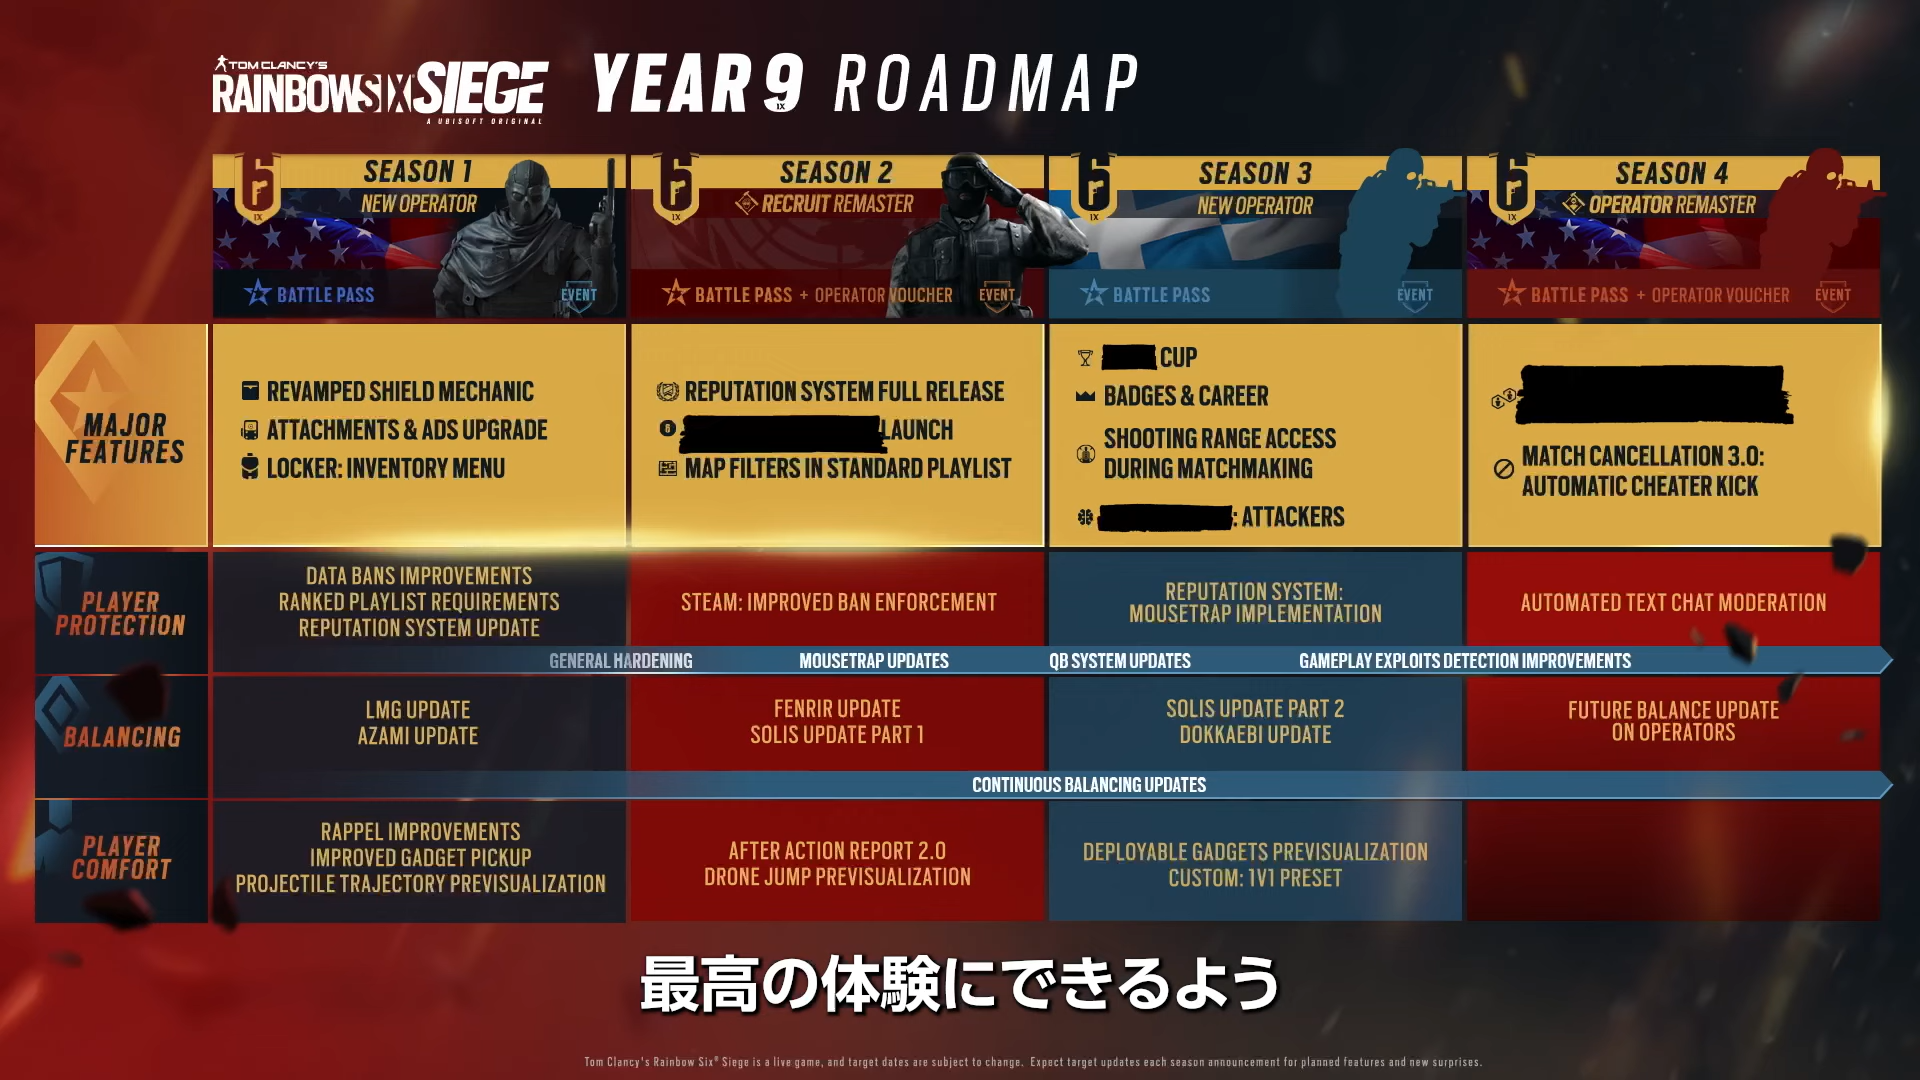 TOM CLANCY'S
RAINBOWSIX SIEGE
A UBISOFT ORIGINAL
YEAR 9 ROADMAP
IX
SEASON 1
NEW OPERATOR
BATTLE PASS
EVENT
SEASON 2
RECRUIT REMASTER
BATTLE PASS + OPERATOR VOUCHER
EVENT
SEASON 3
NEW OPERATOR
BATTLE PASS
EVENT
SEASON 4
OPERATOR REMASTER
BATTLE PASS + OPERATOR VOUCHER
EVENT
6
IX
6
IX
6
IX
6
IX
MAJOR
FEATURES
REVAMPED SHIELD MECHANIC
ATTACHMENTS & ADS UPGRADE
LOCKER: INVENTORY MENU
REPUTATION SYSTEM FULL RELEASE
LAUNCH
MAP FILTERS IN STANDARD PLAYLIST
CUP
BADGES & CAREER
SHOOTING RANGE ACCESS
DURING MATCHMAKING
: ATTACKERS
MATCH CANCELLATION 3.0:
AUTOMATIC CHEATER KICK
PLAYER
PROTECTION
DATA BANS IMPROVEMENTS
RANKED PLAYLIST REQUIREMENTS
REPUTATION SYSTEM UPDATE
STEAM: IMPROVED BAN ENFORCEMENT
REPUTATION SYSTEM:
MOUSETRAP IMPLEMENTATION
AUTOMATED TEXT CHAT MODERATION
GENERAL HARDENING MOUSETRAP UPDATES QB SYSTEM UPDATES GAMEPLAY EXPLOITS DETECTION IMPROVEMENTS
BALANCING
LMG UPDATE
AZAMI UPDATE
FENRIR UPDATE
SOLIS UPDATE PART 1
SOLIS UPDATE PART 2
DOKKAEBI UPDATE
FUTURE BALANCE UPDATE
ON OPERATORS
CONTINUOUS BALANCING UPDATES
PLAYER
COMFORT
RAPPEL IMPROVEMENTS
IMPROVED GADGET PICKUP
PROJECTILE TRAJECTORY PREVISUALIZATION
AFTER ACTION REPORT 2.0
DRONE JUMP PREVISUALIZATION
DEPLOYABLE GADGETS PREVISUALIZATION
CUSTOM: 1V1 PRESET
最高の体験にできるよう
Tom Clancy's Rainbow Six® Siege is a live game, and target dates are subject to change. Expect target updates each season announcement for planned features and new surprises.